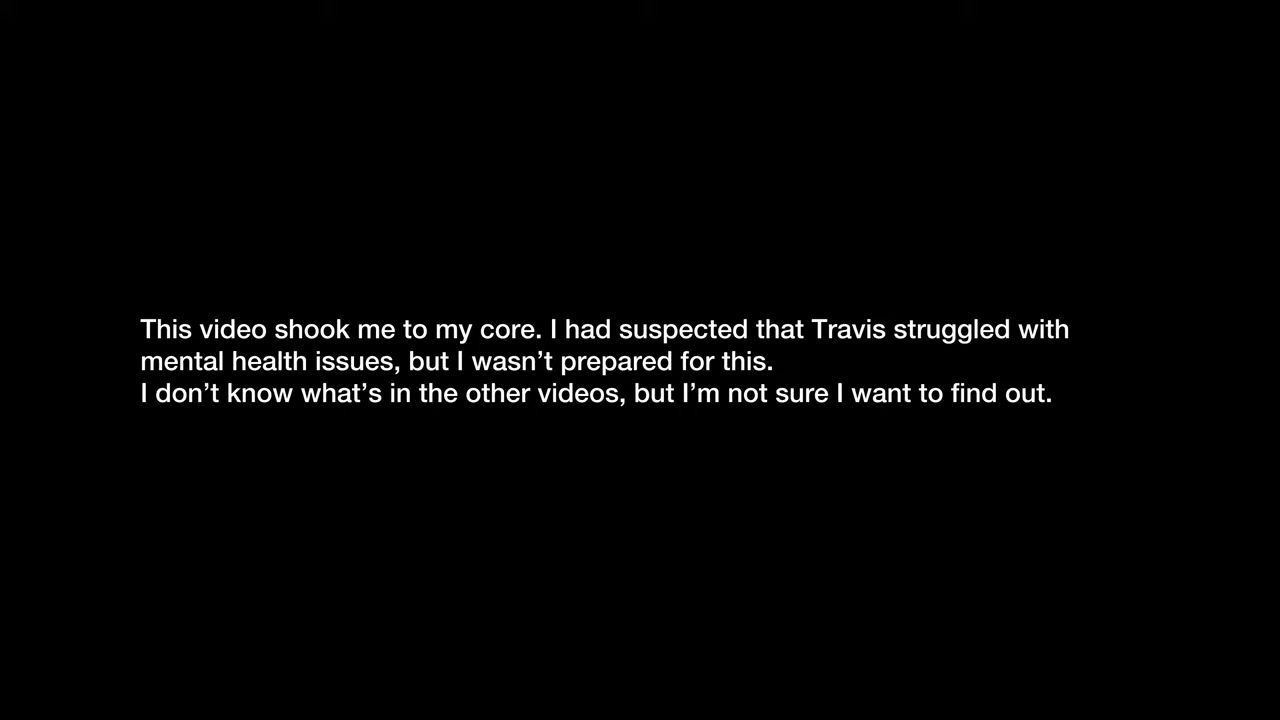 This video shook me to my core. I had suspected that Travis struggled with
mental health issues, but I wasn’t prepared for this.
I don’t know what’s in the other videos, but I’m not sure I want to find out.